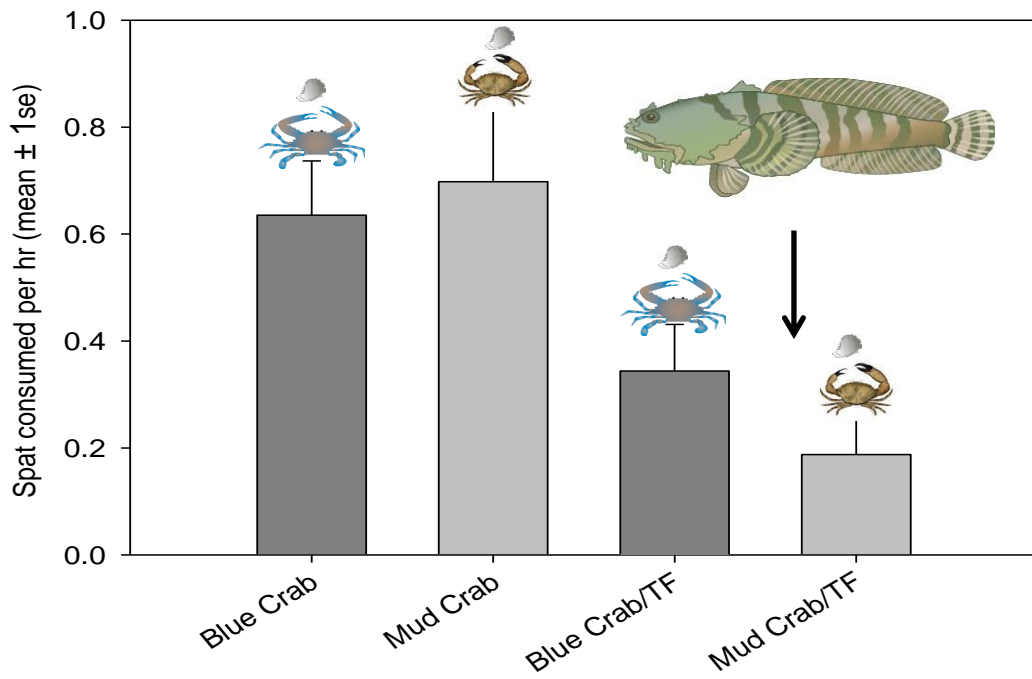 Spat consumed per hr (mean ± 1se)
1.0
0.8
0.6
0.4
0.2
0.0
Blue Crab
Mud Crab
Blue Crab/TF
Mud Crab/TF